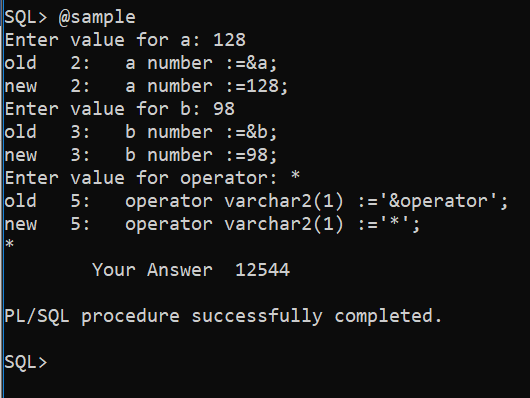 SQL> @sample
Enter value for a: 128
old   2:   a number :=&a;
new   2:   a number :=128;
Enter value for b: 98
old   3:   b number :=&b;
new   3:   b number :=98;
Enter value for operator: *
old   5:   operator varchar2(1) :='&operator';
new   5:   operator varchar2(1) :='*';
*
        Your Answer  12544
PL/SQL procedure successfully completed.
SQL>